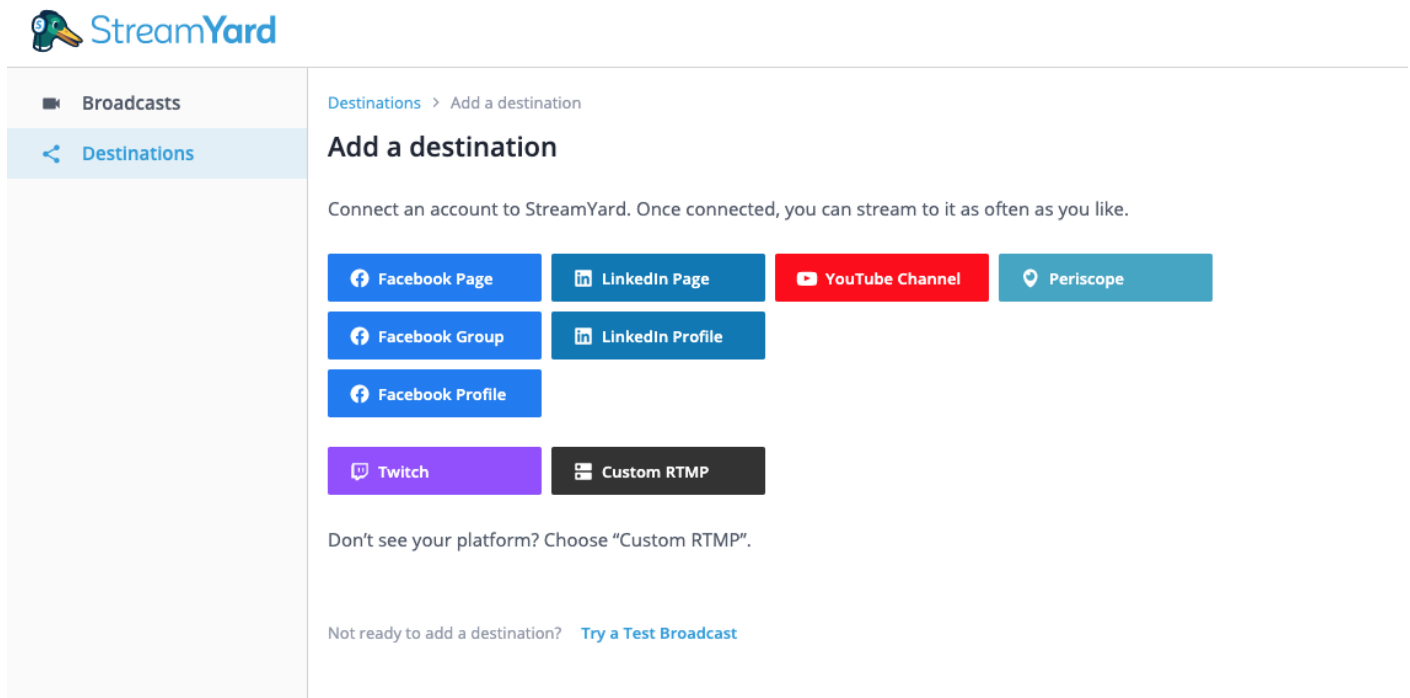 StreamYard
Broadcasts
Destinations
Destinations > Add a destination
Add a destination
Connect an account to StreamYard. Once connected, you can stream to it as often as you like.
Facebook Page
LinkedIn Page
YouTube Channel
Periscope
Facebook Group
LinkedIn Profile
Facebook Profile
Twitch
Custom RTMP
Don’t see your platform? Choose “Custom RTMP”.
Not ready to add a destination? Try a Test Broadcast